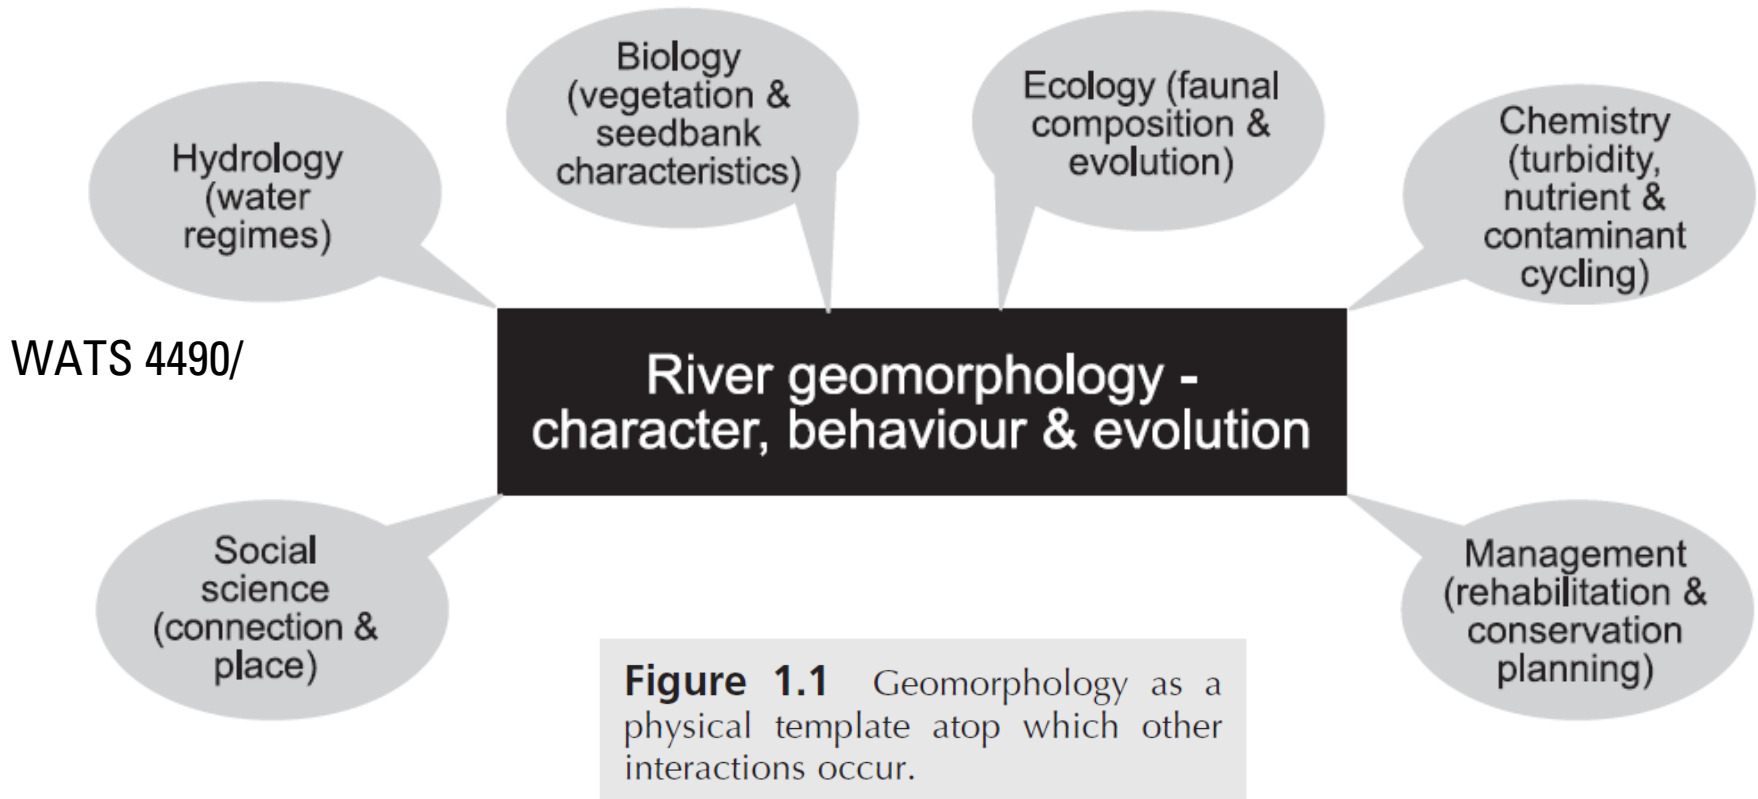 Biology
(vegetation &
seedbank
characteristics)
Ecology (faunal
composition &
evolution)
Chemistry
(turbidity,
nutrient &
contaminant
cycling)
Hydrology
(water
regimes)
WATS 4490/
River geomorphology -
character, behaviour & evolution
Social
science
(connection &
place)
Management
(rehabilitation &
conservation
planning)
Figure 1.1 Geomorphology as a
physical template atop which other
interactions occur.